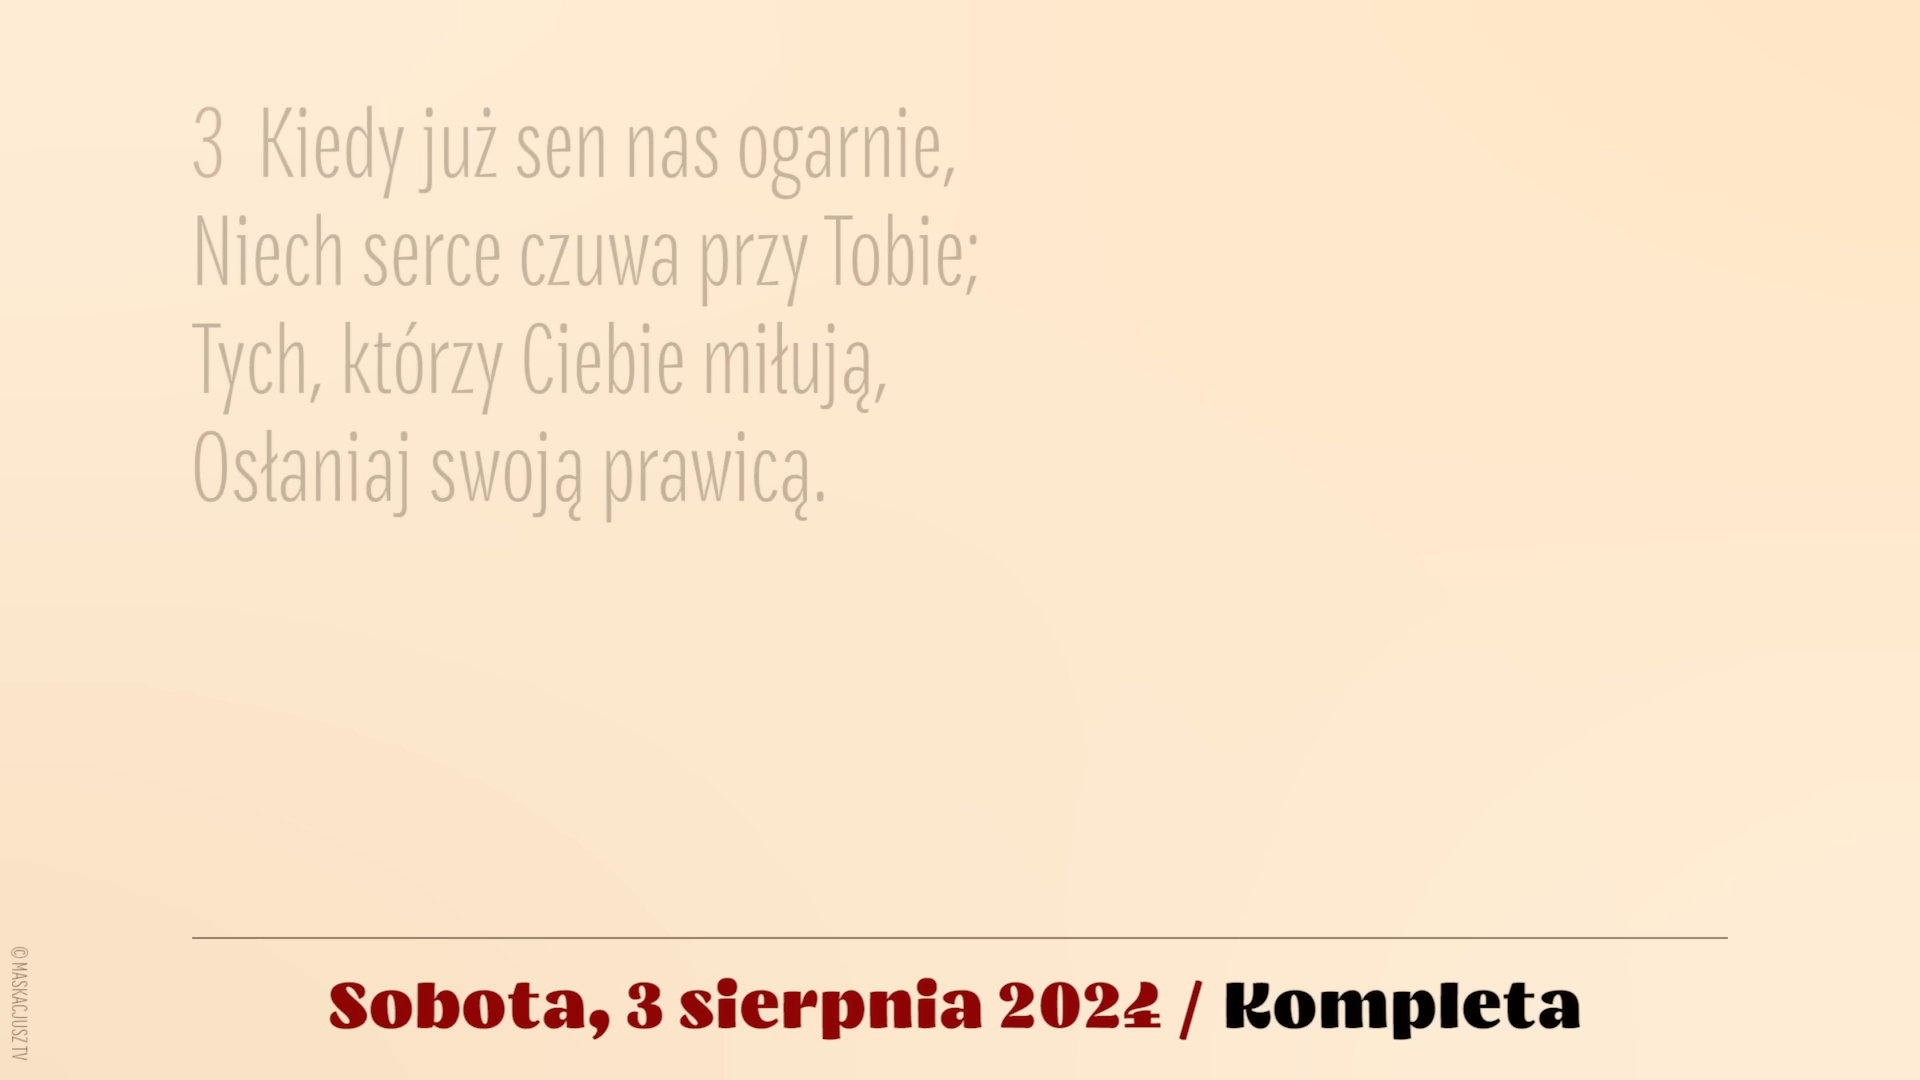 3 Kiedy już sen nas ogarnie,
Niech serce czuwa przy Tobie;
Tych, którzy Ciebie miłują,
Osłaniaj swoją prawicą.
Sobota, 3 sierpnia 2024 / Kompleta
© MASKACJUSZ TV